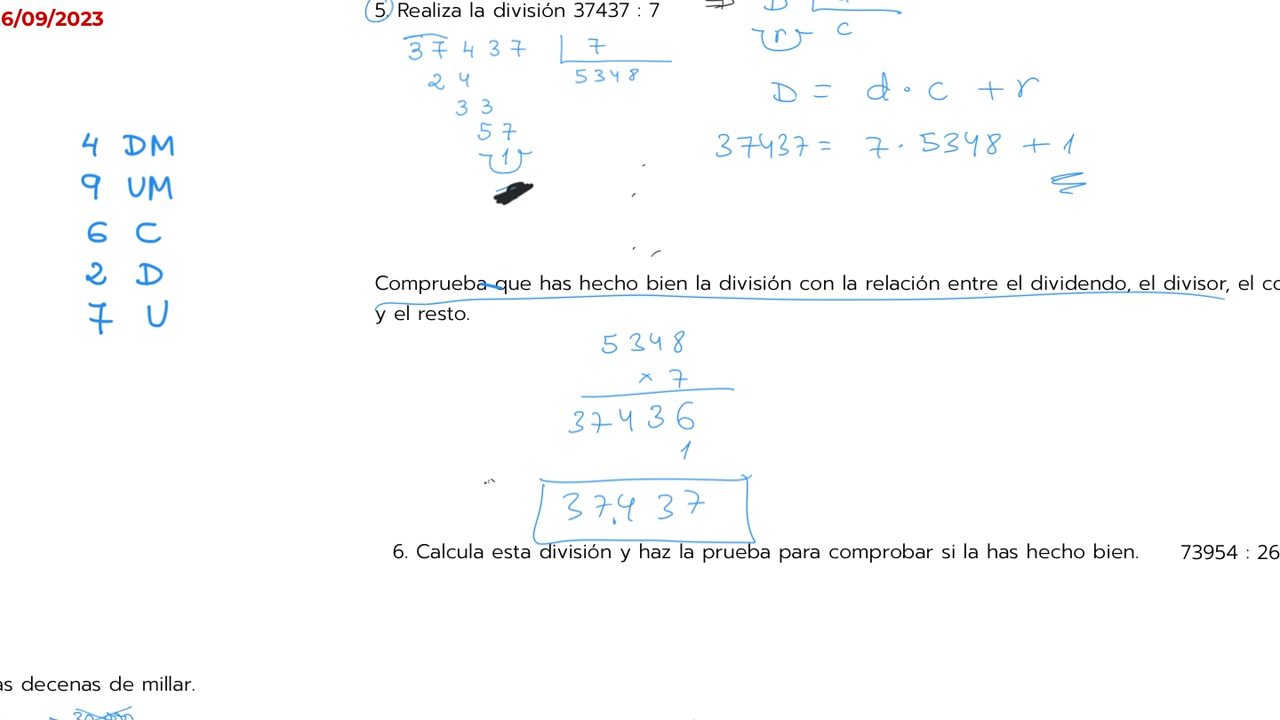 6/09/2023
5. Realiza la división 37437 : 7
D
r c
37437 7
24 5348
33
57
1
D = d · c + r
37437 = 7 · 5348 + 1
4 DM
9 UM
6 C
2 D
7 U
Comprueba que has hecho bien la división con la relación entre el dividendo, el divisor, el co
y el resto.
5348
x 7
37436
1
37.437
6. Calcula esta división y haz la prueba para comprobar si la has hecho bien. 73954 : 26
as decenas de millar.